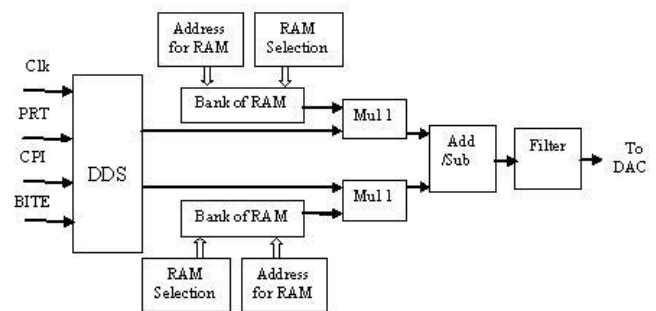 Address
for RAM
RAM
Selection
Clk
PRT
CPI
BITE
DDS
Bank of RAM
Mul 1
Add
/Sub
Filter
To
DAC
Mul 1
Bank of RAM
RAM
Selection
Address
for RAM